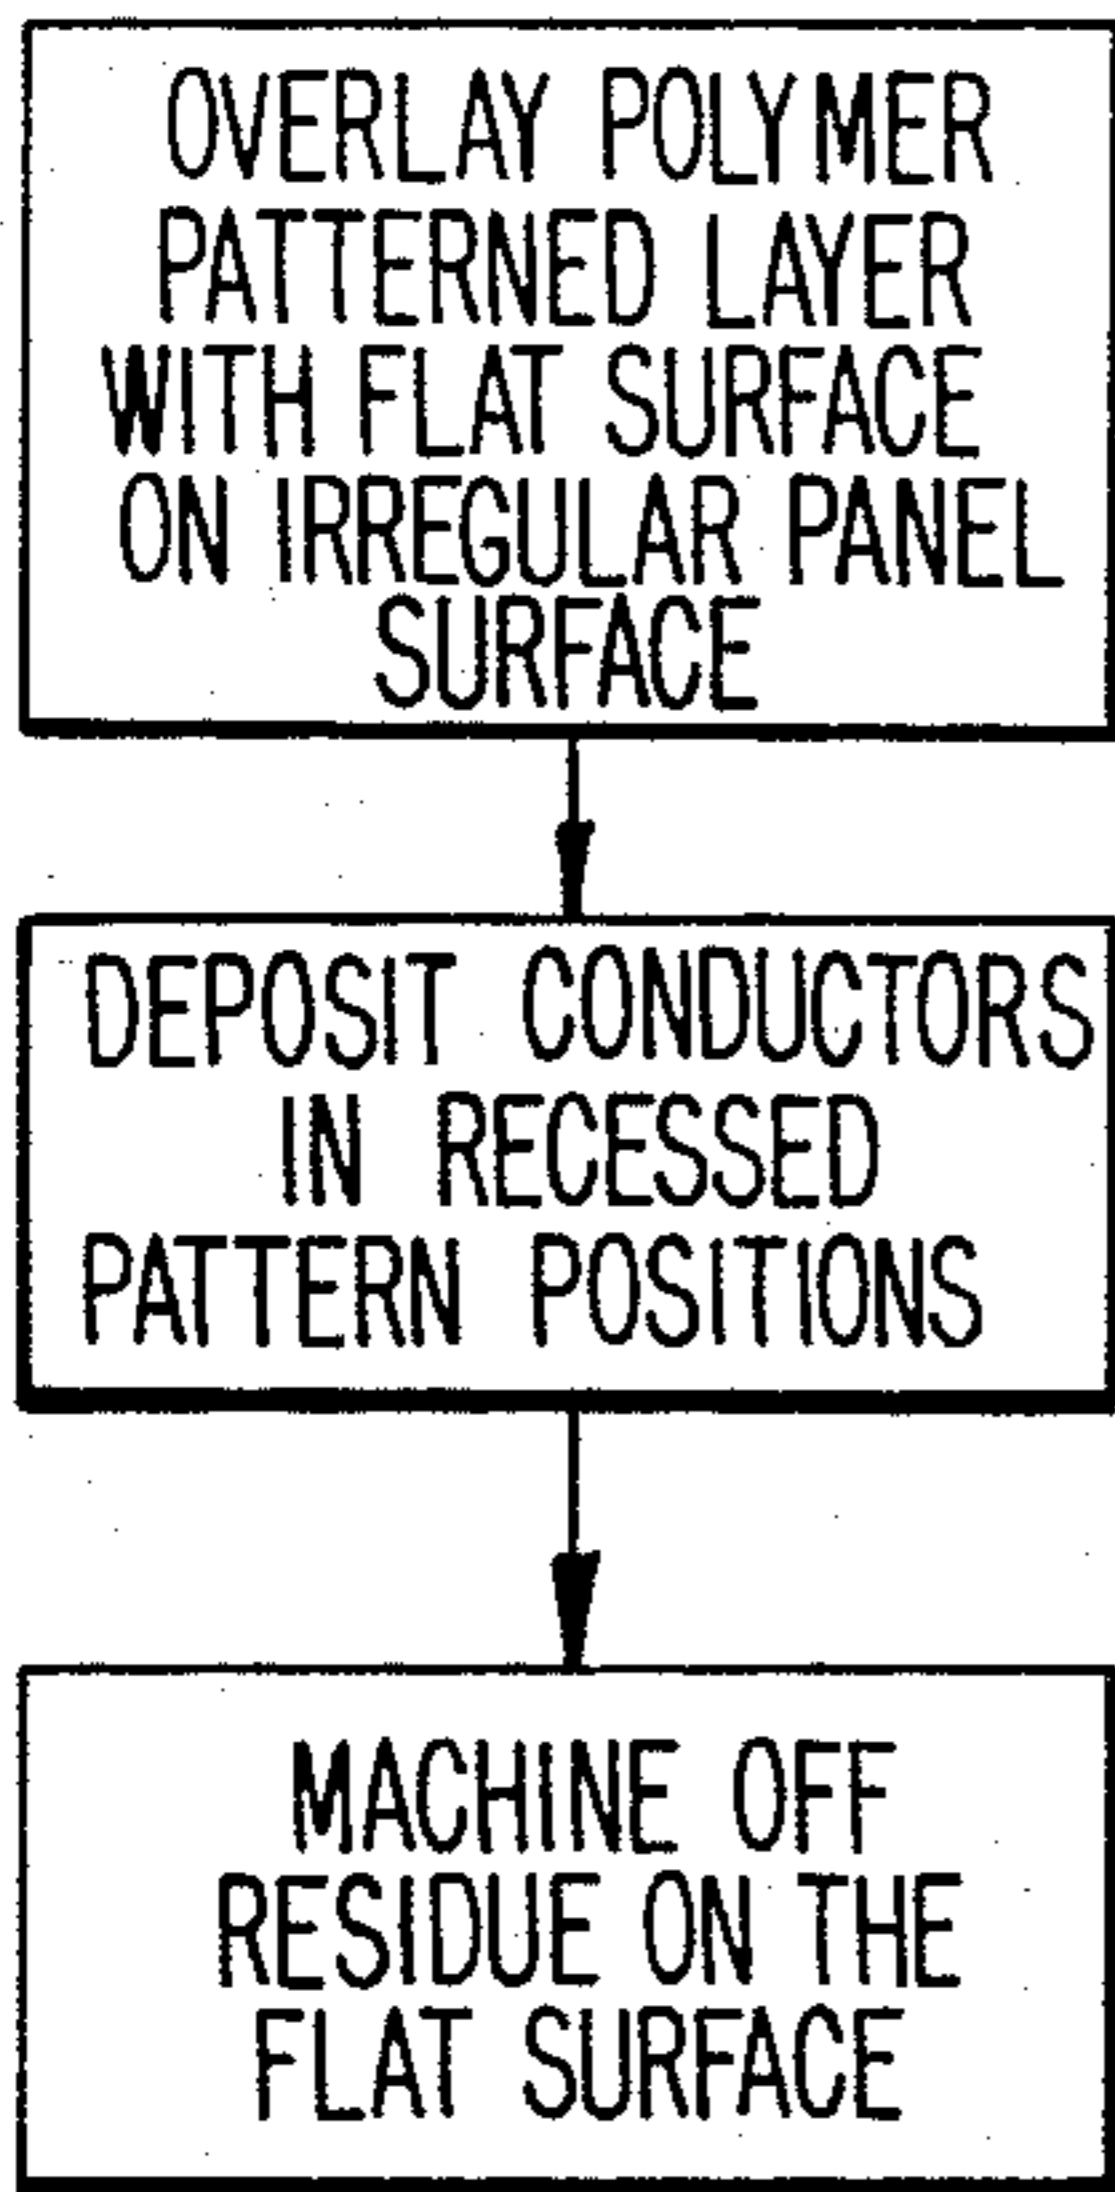 OVERLAY POLYMER
PATTERNED LAYER
WITH FLAT SURFACE
ON IRREGULAR PANEL
SURFACE
DEPOSIT CONDUCTORS
IN RECESSED
PATTERN POSITIONS
MACHINE OFF
RESIDUE ON THE
FLAT SURFACE